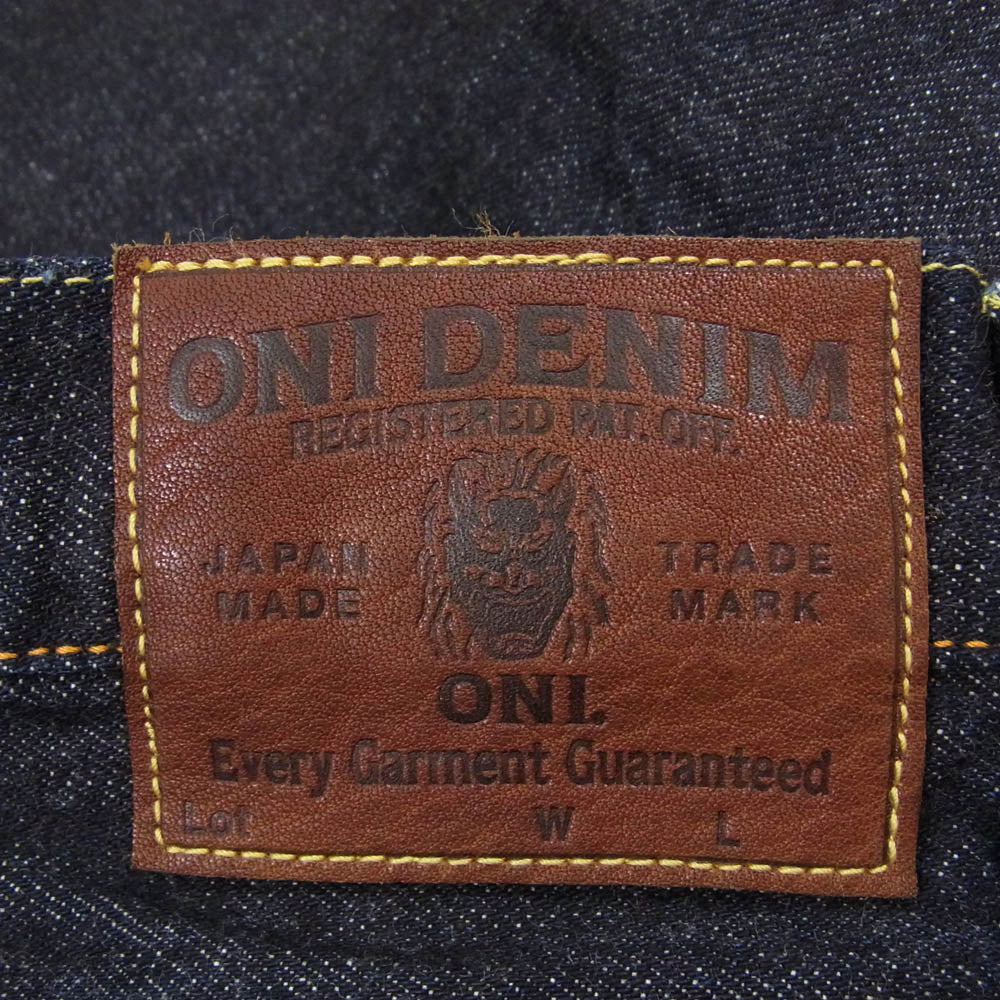 ONI DENIM
REGISTERED PAT. OFF.
JAPAN
MADE
TRADE
MARK
ONI.
Every Garment Guaranteed
Lot W L